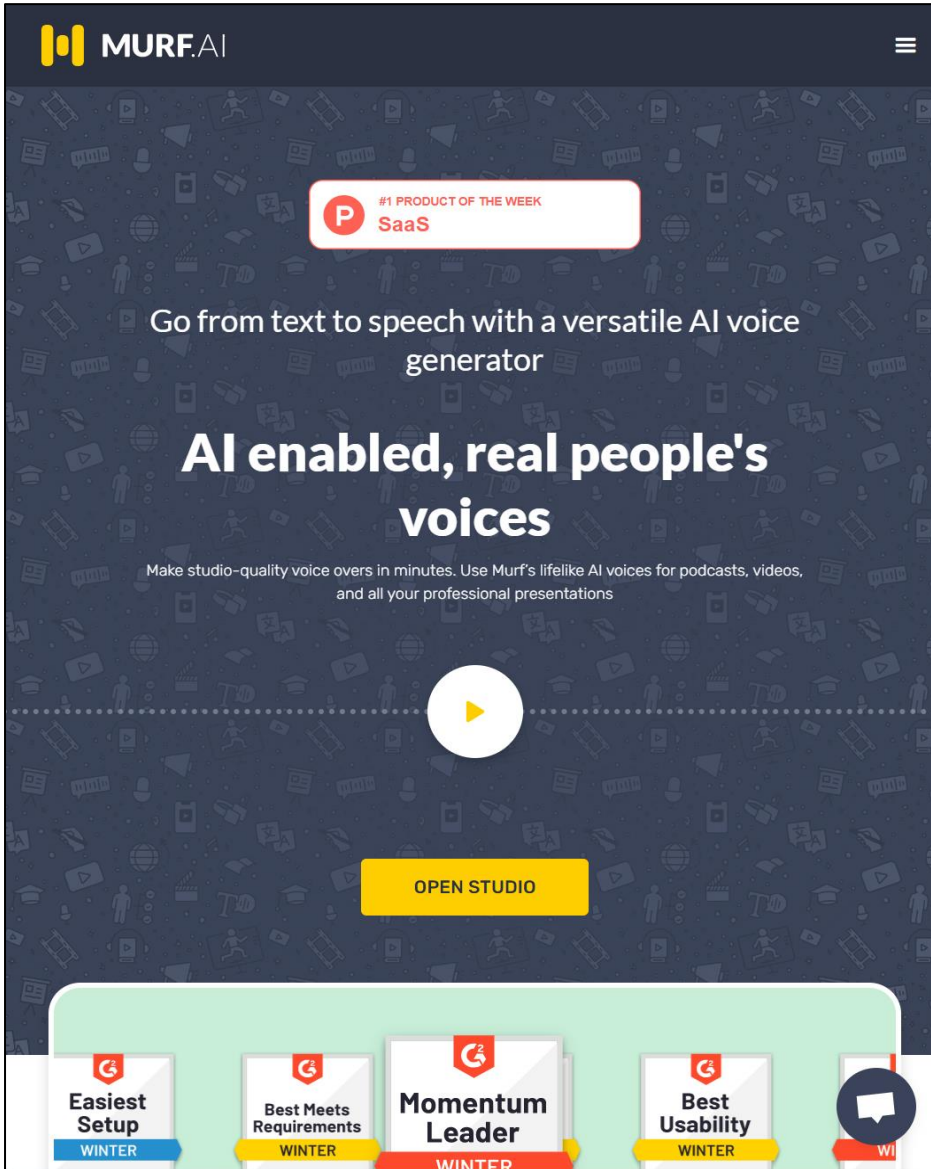 MURF.AI
#1 PRODUCT OF THE WEEK
P
SaaS
Go from text to speech with a versatile AI voice
generator
AI enabled, real people's
voices
Make studio-quality voice overs in minutes. Use Murf's lifelike AI voices for podcasts, videos,
and all your professional presentations
OPEN STUDIO
Easiest
Setup
WINTER
Best Meets
Requirements
WINTER
Momentum
Leader
WINTER
Best
Usability
WINTER
WI